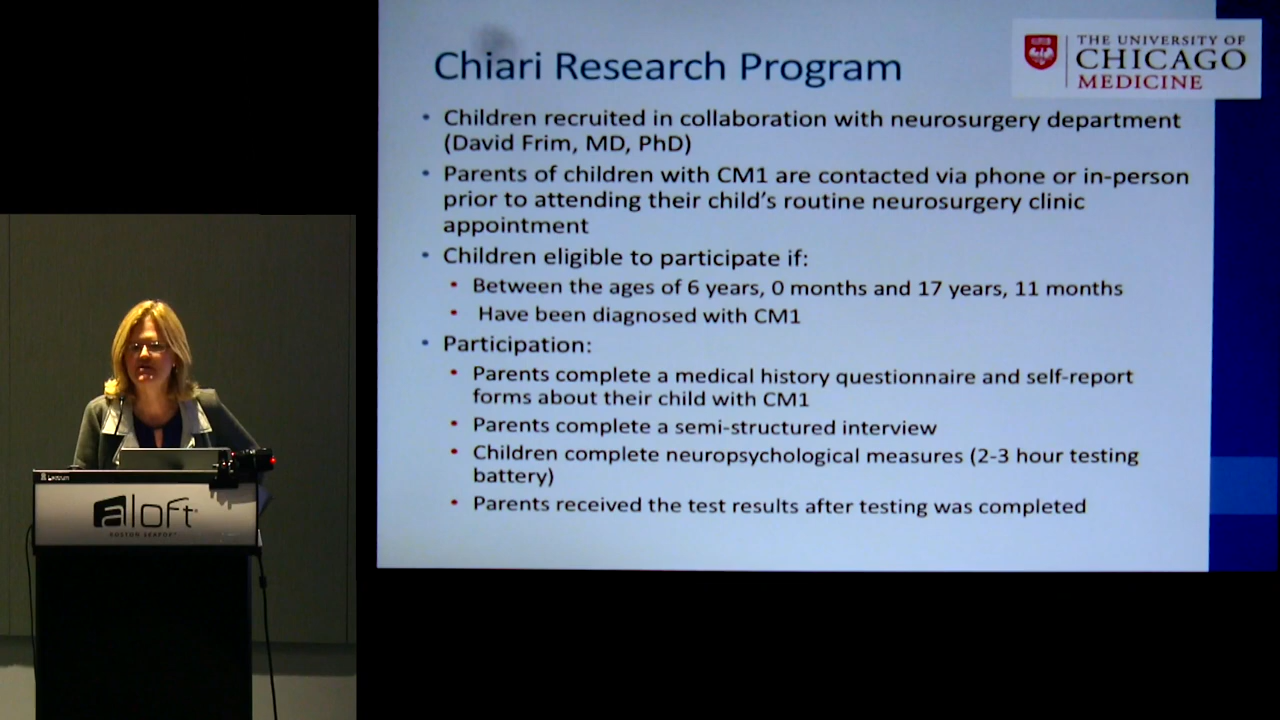 Chiari Research Program
THE UNIVERSITY OF
CHICAGO
MEDICINE
• Children recruited in collaboration with neurosurgery department
(David Frim, MD, PhD)
• Parents of children with CM1 are contacted via phone or in-person
prior to attending their child's routine neurosurgery clinic
appointment
• Children eligible to participate if:
• Between the ages of 6 years, 0 months and 17 years, 11 months
• Have been diagnosed with CM1
• Participation:
• Parents complete a medical history questionnaire and self-report
forms about their child with CM1
• Parents complete a semi-structured interview
• Children complete neuropsychological measures (2-3 hour testing
battery)
• Parents received the test results after testing was completed
aloft
BOSTON SEAPORT